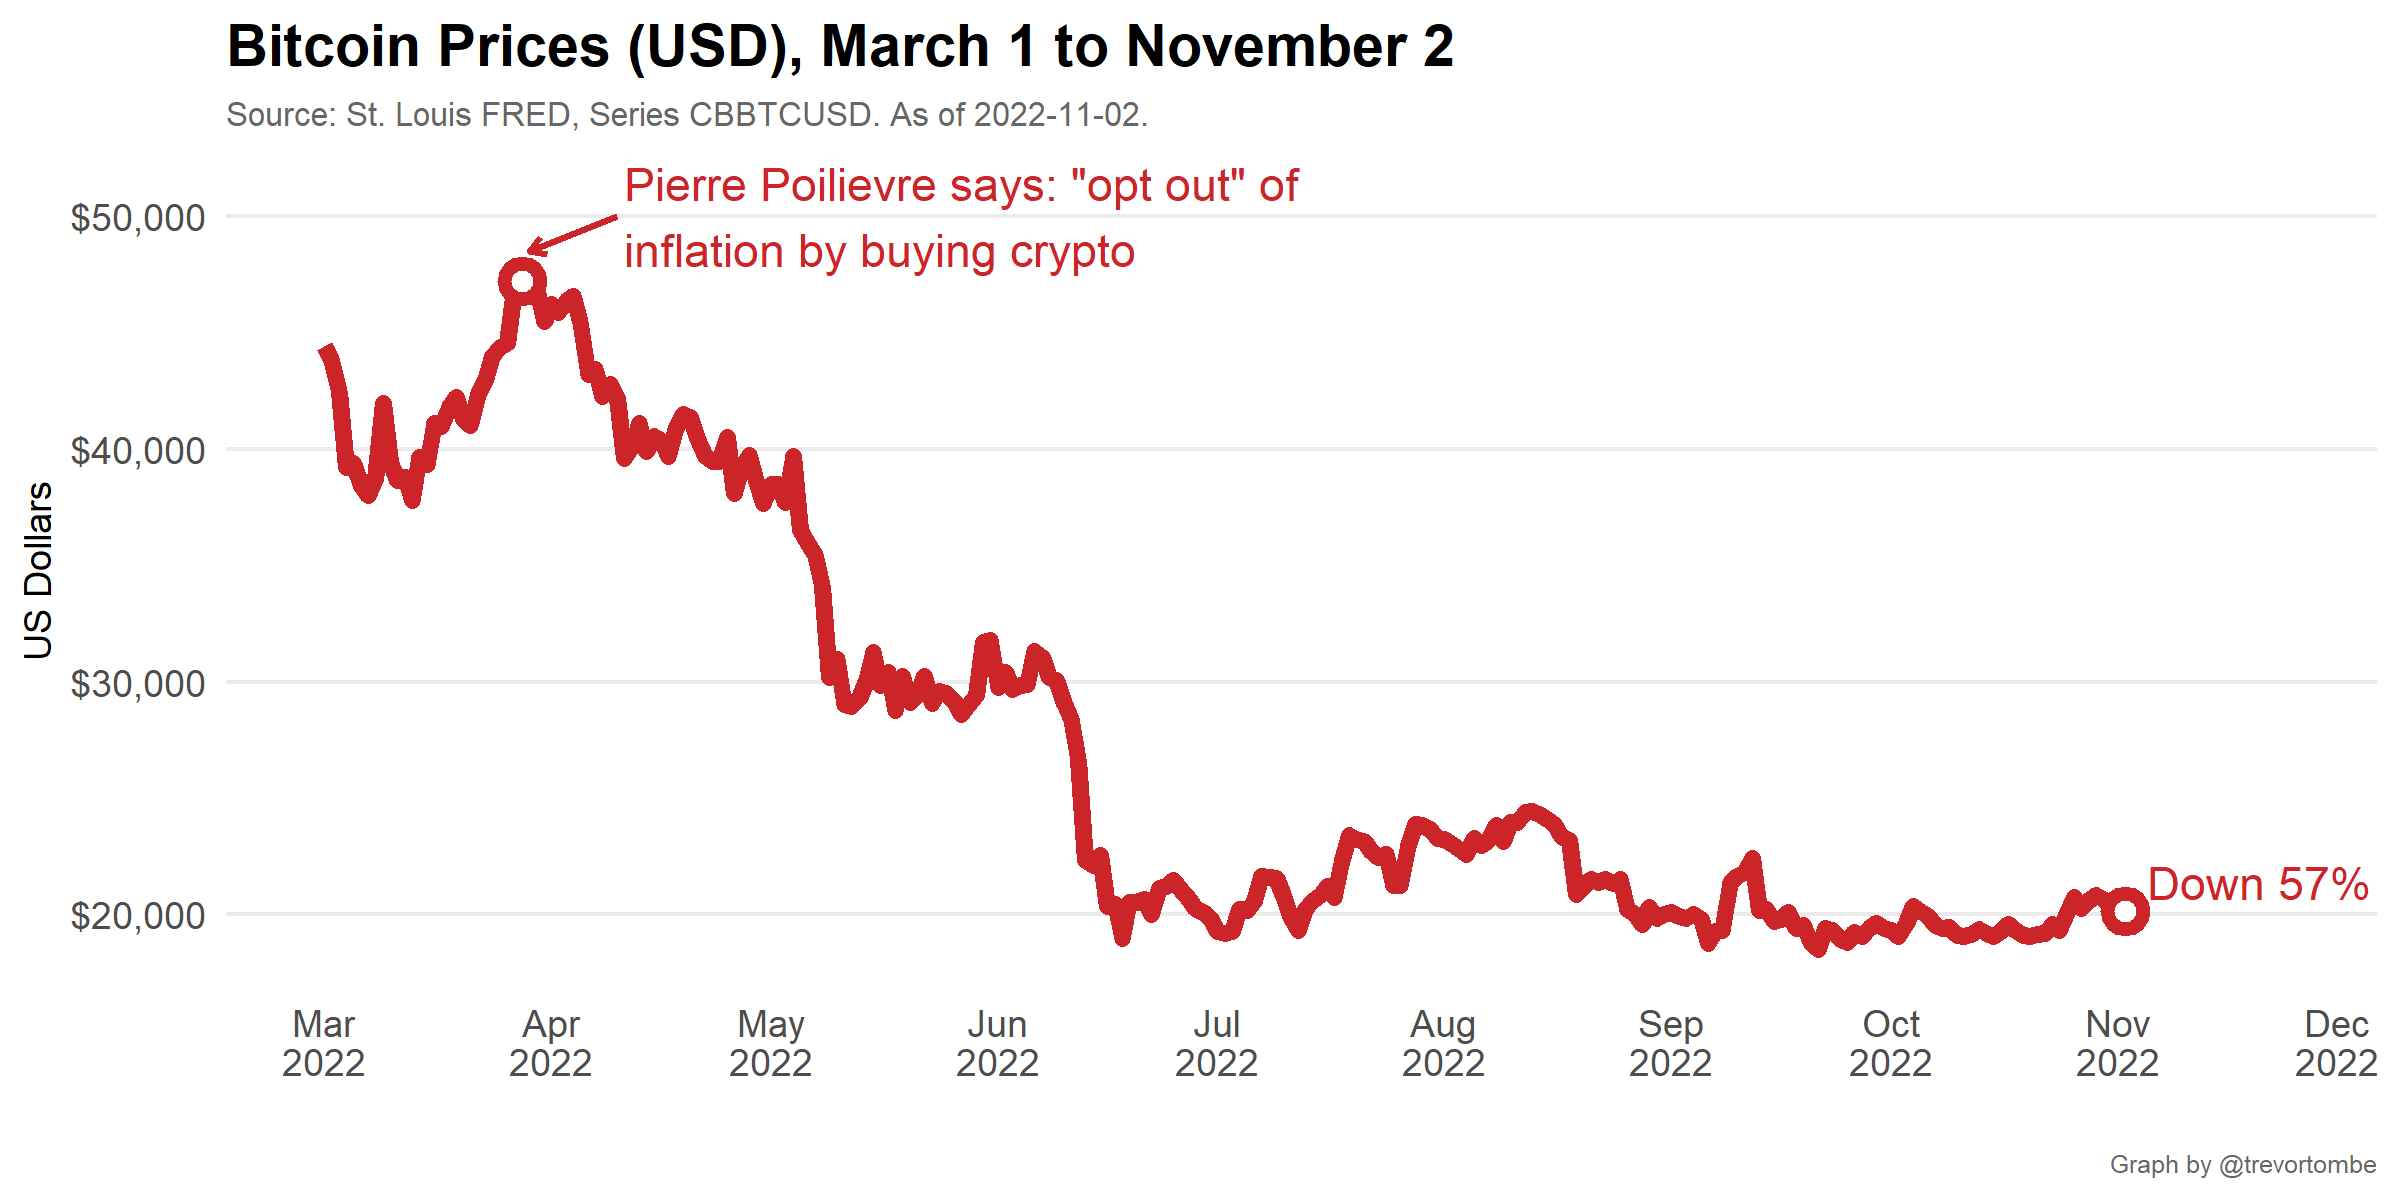 Bitcoin Prices (USD), March 1 to November 2
Source: St. Louis FRED, Series CBBTCUSD. As of 2022-11-02.
Pierre Poilievre says: "opt out" of
inflation by buying crypto
$50,000
$40,000
$30,000
$20,000
US Dollars
Down 57%
Mar
2022
Apr
2022
May
2022
Jun
2022
Jul
2022
Aug
2022
Sep
2022
Oct
2022
Nov
2022
Dec
2022
Graph by @trevortombe